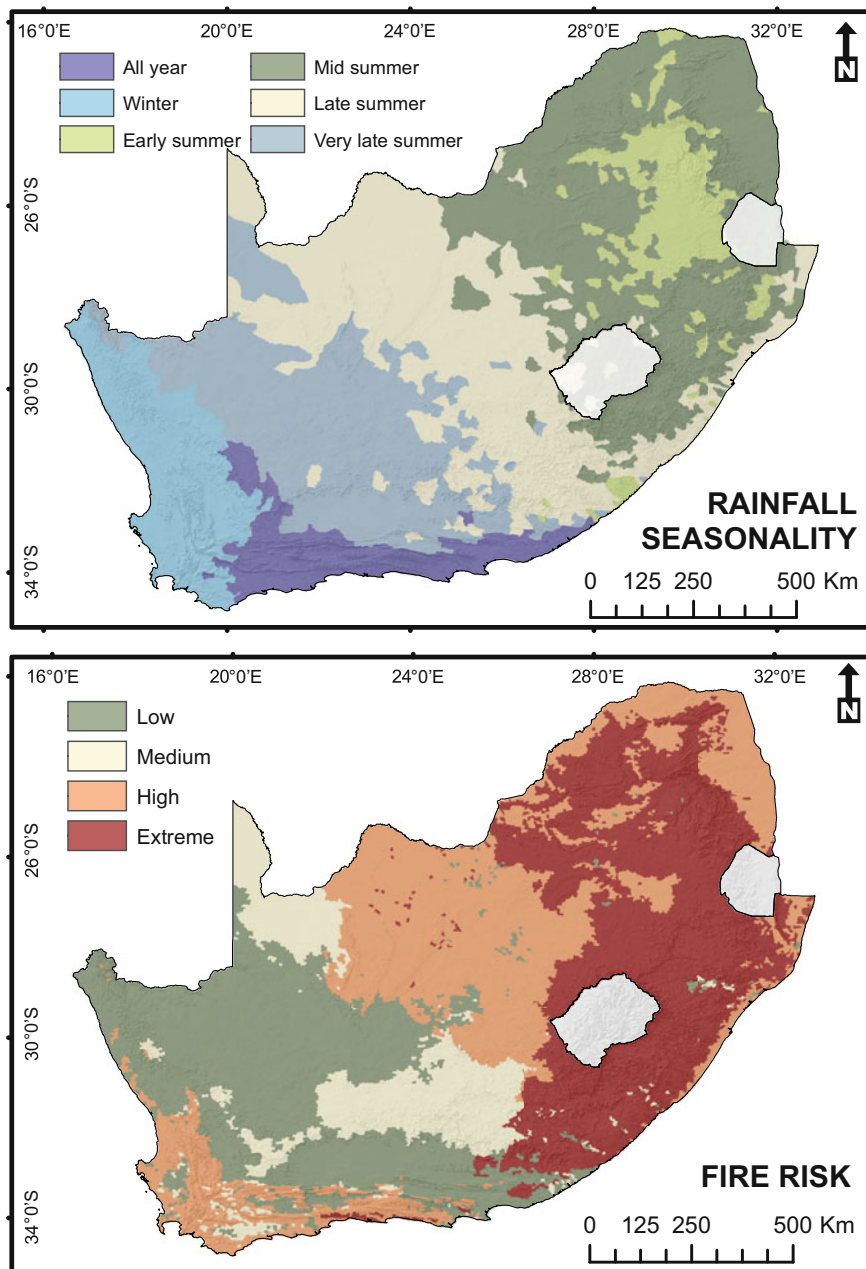 16°0'E 20°0'E 24°0'E 28°0'E 32°0'E
N
All year
Winter
Early summer
Mid summer
Late summer
Very late summer
26°0'S
30°0'S
34°0'S
RAINFALL
SEASONALITY
0 125 250 500 Km
16°0'E 20°0'E 24°0'E 28°0'E 32°0'E
N
Low
Medium
High
Extreme
26°0'S
30°0'S
34°0'S
FIRE RISK
0 125 250 500 Km